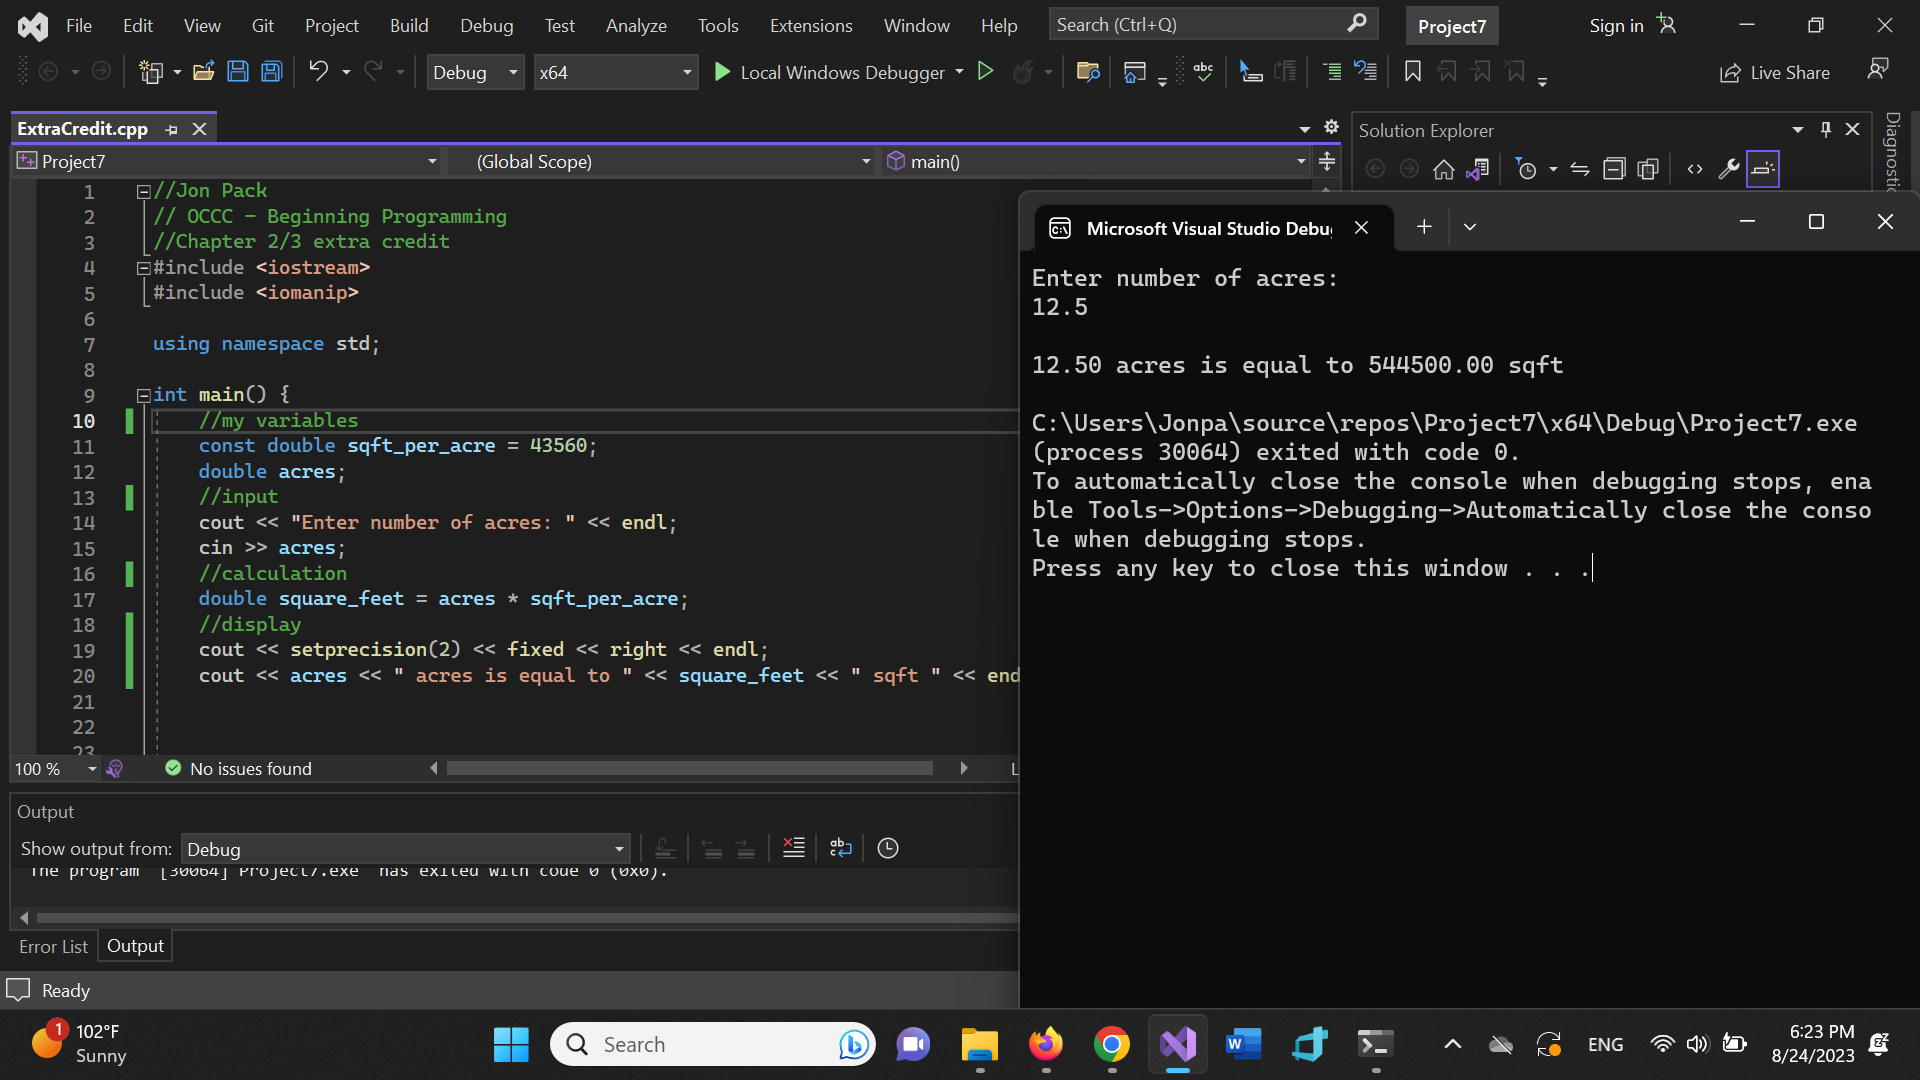 File Edit View Git Project Build Debug Test Analyze Tools Extensions Window Help Search (Ctrl+Q) Project7 Sign in
Debug x64 Local Windows Debugger Live Share
ExtraCredit.cpp
Project7 (Global Scope) main()
1 //Jon Pack
2 // OCCC - Beginning Programming
3 //Chapter 2/3 extra credit
4 #include <iostream>
5 #include <iomanip>
6
7 using namespace std;
8
9 int main() {
10 //my variables
11 const double sqft_per_acre = 43560;
12 double acres;
13 //input
14 cout << "Enter number of acres: " << endl;
15 cin >> acres;
16 //calculation
17 double square_feet = acres * sqft_per_acre;
18 //display
19 cout << setprecision(2) << fixed << right << endl;
20 cout << acres << " acres is equal to " << square_feet << " sqft " << end
21
22
23
100 % No issues found L
Output
Show output from: Debug
The program '[30064] Project7.exe' has exited with code 0 (0x0).
Error List Output
Ready
Solution Explorer
Diagnostic
Microsoft Visual Studio Debu
Enter number of acres:
12.5
12.50 acres is equal to 544500.00 sqft
C:\Users\Jonpa\source\repos\Project7\x64\Debug\Project7.exe
(process 30064) exited with code 0.
To automatically close the console when debugging stops, ena
ble Tools->Options->Debugging->Automatically close the conso
le when debugging stops.
Press any key to close this window . . .
1 102°F
Sunny
Search
ENG
6:23 PM
8/24/2023